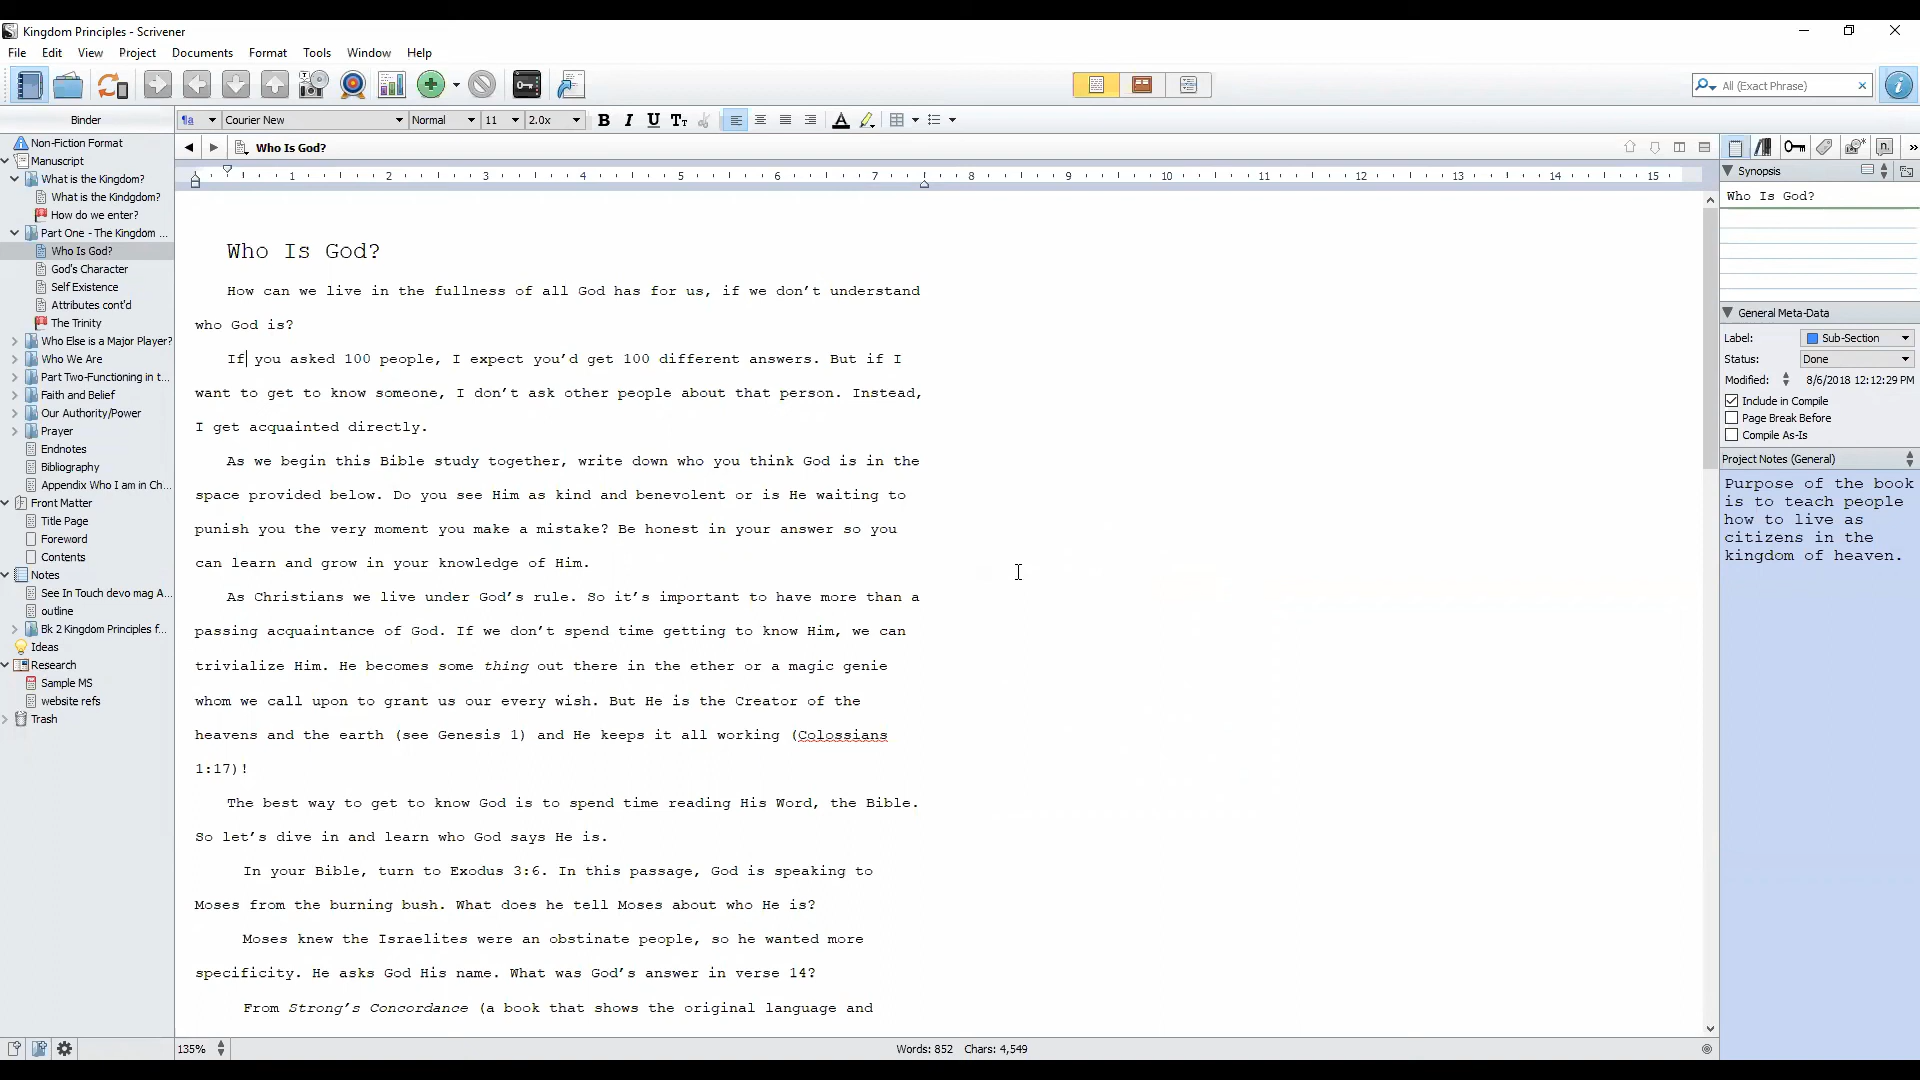 Kingdom Principles - Scrivener
File Edit View Project Documents Format Tools Window Help
All (Exact Phrase)
Binder
Courier New Normal 11 2.0x B I U
Non-Fiction Format
Manuscript
What is the Kingdom?
What is the Kindgdom?
How do we enter?
Part One - The Kingdom ...
Who Is God?
God's Character
Self Existence
Attributes cont'd
The Trinity
Who Else is a Major Player?
Who We Are
Part Two-Functioning in t...
Faith and Belief
Our Authority/Power
Prayer
Endnotes
Bibliography
Appendix Who I am in Ch...
Front Matter
Title Page
Foreword
Contents
Notes
See In Touch devo mag A...
outline
Bk 2 Kingdom Principles f...
Ideas
Research
Sample MS
website refs
Trash
Who Is God?
1 2 3 4 5 6 7 8 9 10 11 12 13 14 15
Who Is God?
How can we live in the fullness of all God has for us, if we don’t understand
who God is?
If you asked 100 people, I expect you’d get 100 different answers. But if I
want to get to know someone, I don’t ask other people about that person. Instead,
I get acquainted directly.
As we begin this Bible study together, write down who you think God is in the
space provided below. Do you see Him as kind and benevolent or is He waiting to
punish you the very moment you make a mistake? Be honest in your answer so you
can learn and grow in your knowledge of Him.
As Christians we live under God’s rule. So it’s important to have more than a
passing acquaintance of God. If we don’t spend time getting to know Him, we can
trivialize Him. He becomes some thing out there in the ether or a magic genie
whom we call upon to grant us our every wish. But He is the Creator of the
heavens and the earth (see Genesis 1) and He keeps it all working (Colossians
1:17)!
The best way to get to know God is to spend time reading His Word, the Bible.
So let’s dive in and learn who God says He is.
In your Bible, turn to Exodus 3:6. In this passage, God is speaking to
Moses from the burning bush. What does he tell Moses about who He is?
Moses knew the Israelites were an obstinate people, so he wanted more
specificity. He asks God His name. What was God’s answer in verse 14?
From Strong’s Concordance (a book that shows the original language and
135%
Words: 852 Chars: 4,549
Synopsis
Who Is God?
General Meta-Data
Label: Sub-Section
Status: Done
Modified: 8/6/2018 12:12:29 PM
Include in Compile
Page Break Before
Compile As-Is
Project Notes (General)
Purpose of the book
is to teach people
how to live as
citizens in the
kingdom of heaven.